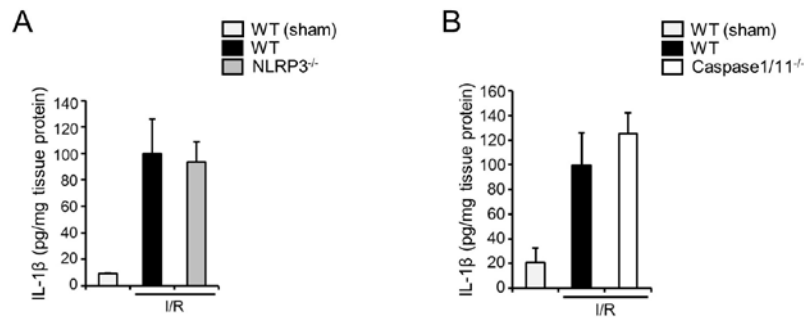 A
WT (sham)
WT
NLRP3-/-
IL-1β (pg/mg tissue protein)
140
120
100
80
60
40
20
0
I/R
B
WT (sham)
WT
Caspase1/11-/-
IL-1β (pg/mg tissue protein)
160
140
120
100
80
60
40
20
0
I/R